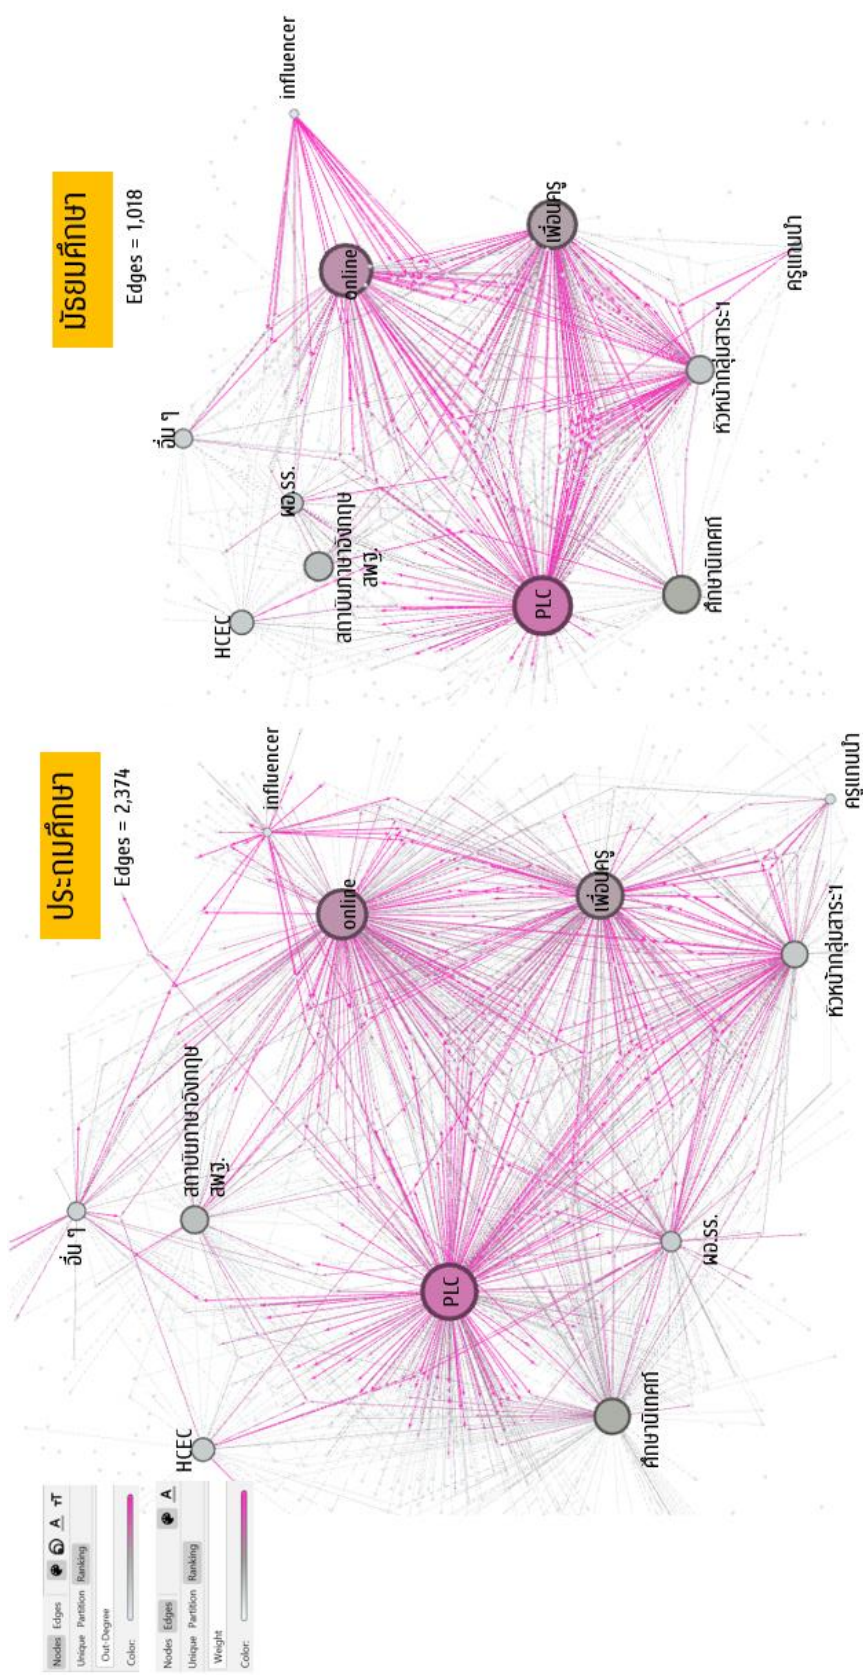 Nodes Edges A TT
Unique Partition Ranking
Out-Degree
Color:
Nodes Edges A
Unique Partition Ranking
Weight
Color:
ประถมศึกษา
Edges = 2,374
influencer
อื่น ๆ
สถาบันภาษาอังกฤษ
สพฐ.
online
HCEC
PLC
เพื่อนครู
ศึกษานิเทศก์
ผอ.รร.
หัวหน้ากลุ่มสาระฯ
ครูแกนนำ
มัธยมศึกษา
Edges = 1,018
influencer
อื่น ๆ
ผอ.รร.
online
HCEC
สถาบันภาษาอังกฤษ
สพฐ.
เพื่อนครู
PLC
ศึกษานิเทศก์
หัวหน้ากลุ่มสาระฯ
ครูแกนนำ